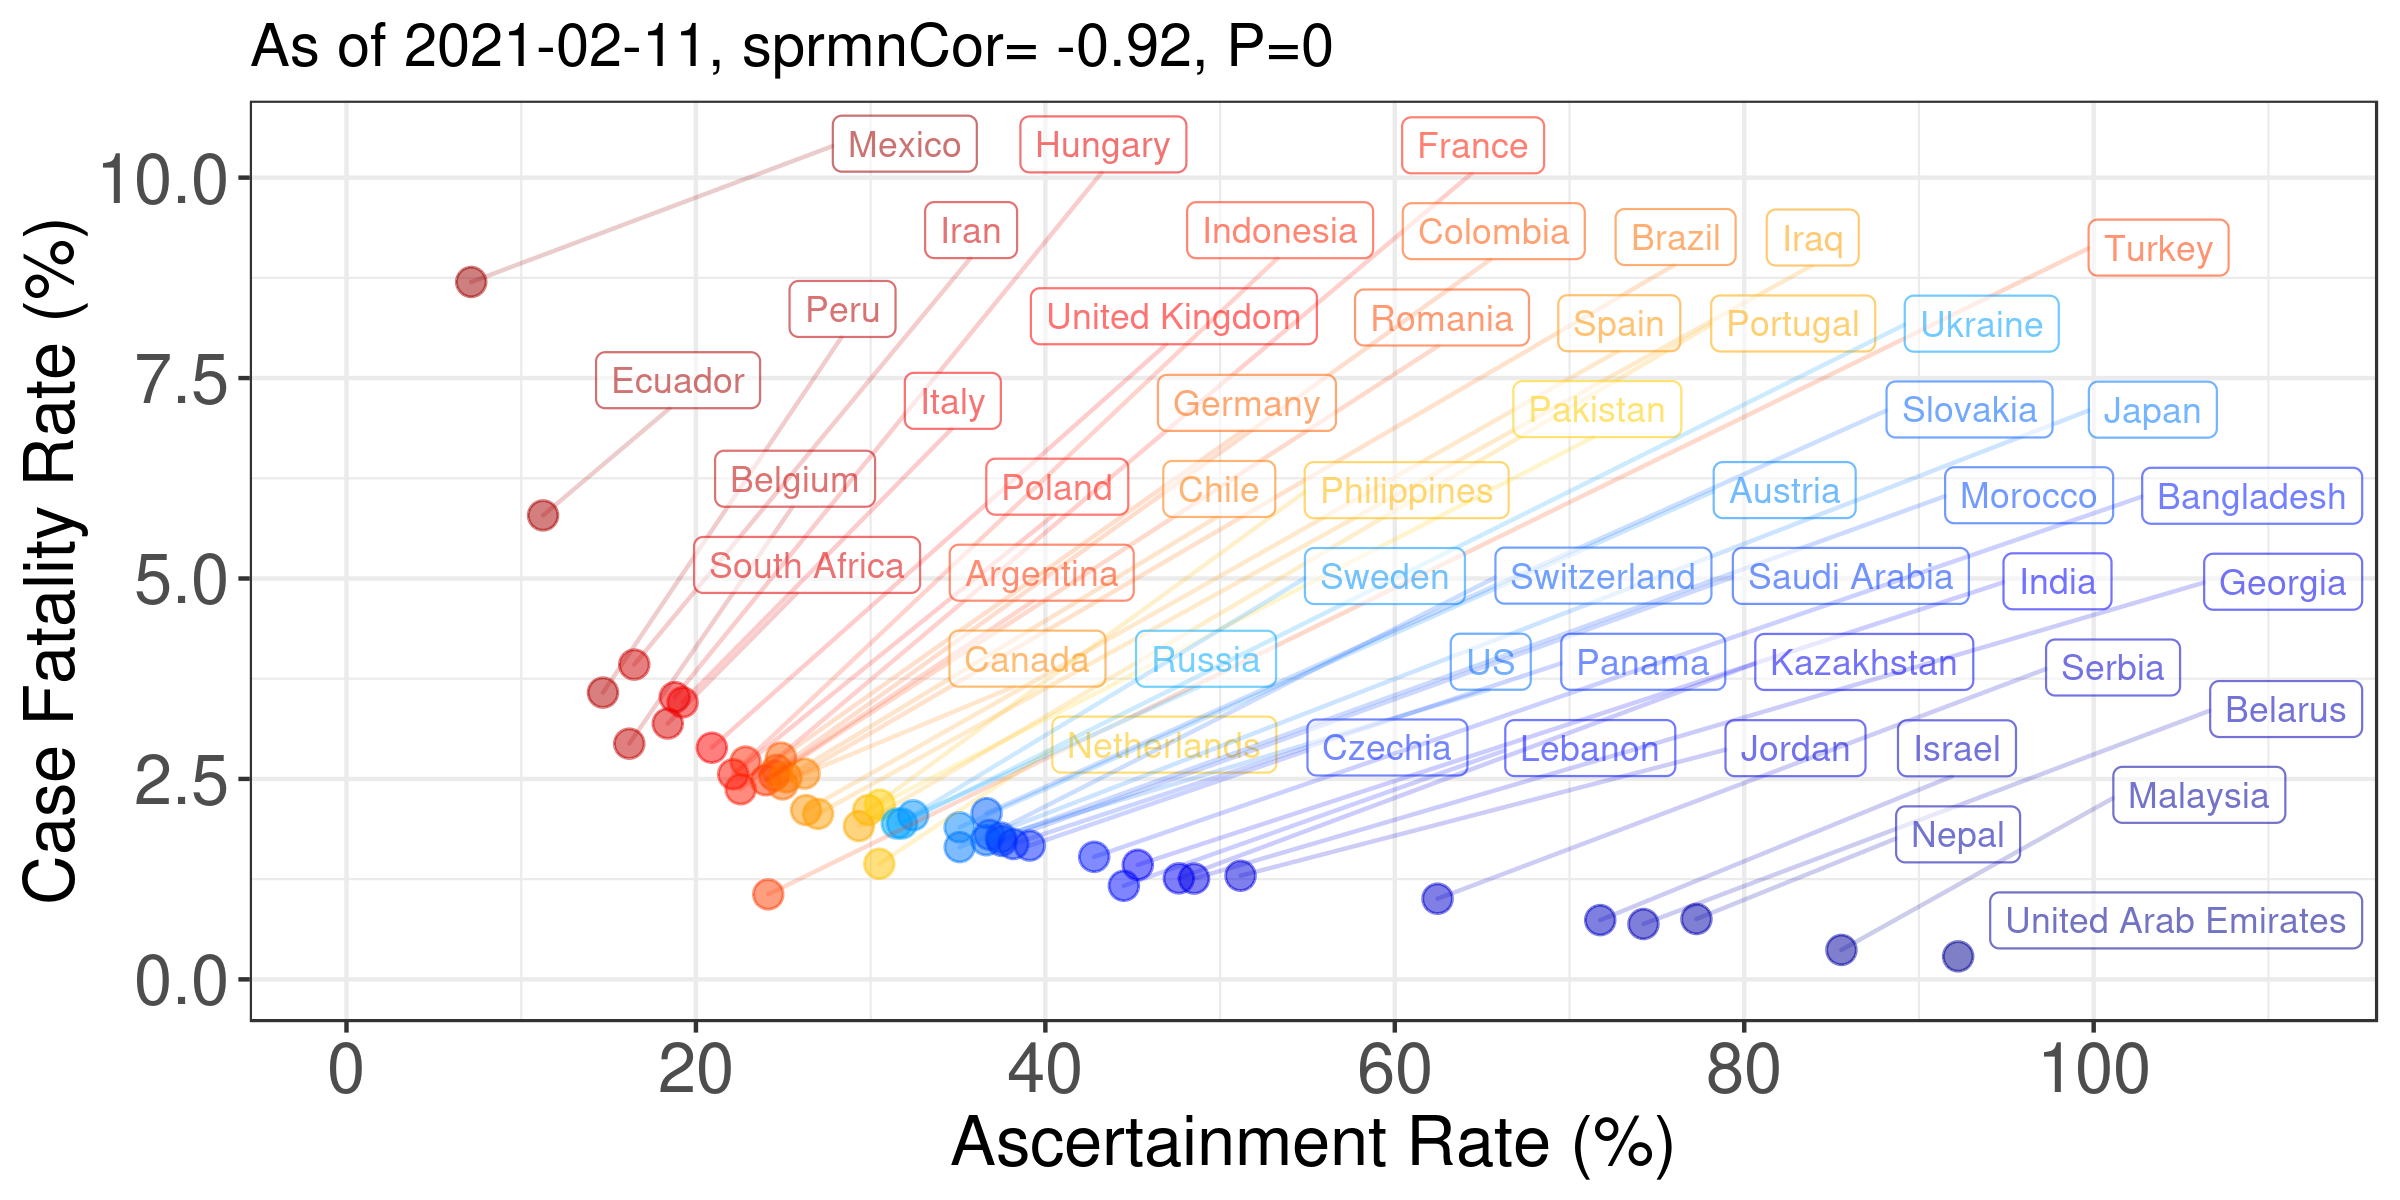 As of 2021-02-11, sprmnCor= -0.92, P=0
Case Fatality Rate (%)
10.0
7.5
5.0
2.5
0.0
Mexico
Hungary
France
Iran
Indonesia
Colombia
Brazil
Iraq
Turkey
Peru
United Kingdom
Romania
Spain
Portugal
Ukraine
Ecuador
Italy
Germany
Pakistan
Slovakia
Japan
Belgium
Poland
Chile
Philippines
Austria
Morocco
Bangladesh
South Africa
Argentina
Sweden
Switzerland
Saudi Arabia
India
Georgia
Canada
Russia
US
Panama
Kazakhstan
Serbia
Belarus
Netherlands
Czechia
Lebanon
Jordan
Israel
Malaysia
Nepal
United Arab Emirates
0
20
40
60
80
100
Ascertainment Rate (%)